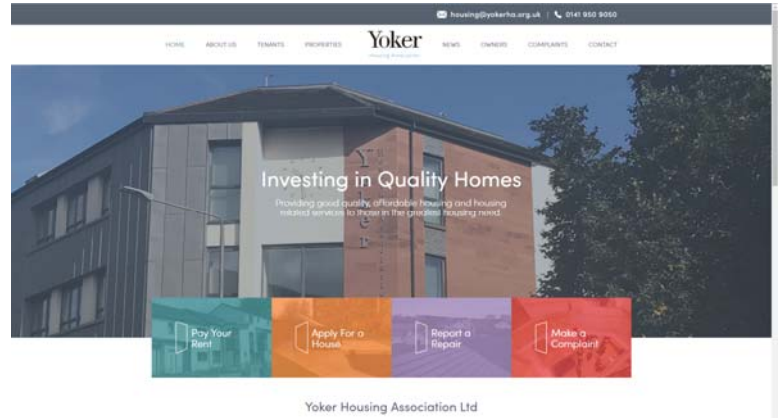 housing@yokerha.org.uk | 0141 950 9050
HOME ABOUT US TENANTS PROPERTIES Yoker NEWS OWNERS COMPLAINTS CONTACT
Housing Association
Investing in Quality Homes
Providing good quality, affordable housing and housing
related services to those in the greatest housing need.
Pay Your
Rent
Apply For a
House
Report a
Repair
Make a
Complaint
Yoker Housing Association Ltd